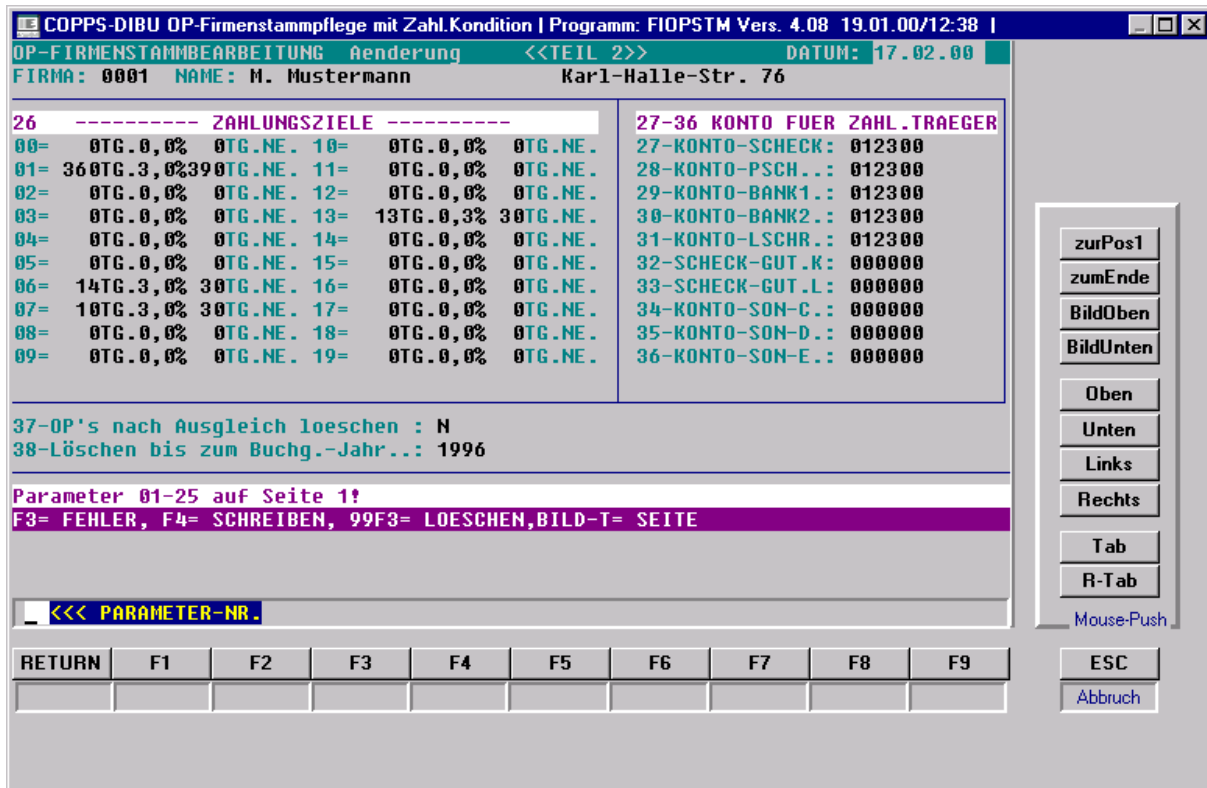 COPPS-DIBU OP-Firmenstammpflege mit Zahl.Kondition | Programm: FIOPSTM Vers. 4.08 19.01.00/12:38 |
OP-FIRMENSTAMMBEARBEITUNG Aenderung <<TEIL 2>> DATUM: 17.02.00
FIRMA: 0001 NAME: M. Mustermann Karl-Halle-Str. 76
26 ---------- ZAHLUNGSZIELE ---------- 27-36 KONTO FUER ZAHL.TRAEGER
00= 0TG.0,0% 0TG.NE. 10= 0TG.0,0% 0TG.NE. 27-KONTO-SCHECK: 012300
01= 360TG.3,0%390TG.NE. 11= 0TG.0,0% 0TG.NE. 28-KONTO-PSCH..: 012300
02= 0TG.0,0% 0TG.NE. 12= 0TG.0,0% 0TG.NE. 29-KONTO-BANK1.: 012300
03= 0TG.0,0% 0TG.NE. 13= 13TG.0,3% 30TG.NE. 30-KONTO-BANK2.: 012300
04= 0TG.0,0% 0TG.NE. 14= 0TG.0,0% 0TG.NE. 31-KONTO-LSCHR.: 012300
05= 0TG.0,0% 0TG.NE. 15= 0TG.0,0% 0TG.NE. 32-SCHECK-GUT.K: 000000
06= 14TG.3,0% 30TG.NE. 16= 0TG.0,0% 0TG.NE. 33-SCHECK-GUT.L: 000000
07= 10TG.3,0% 30TG.NE. 17= 0TG.0,0% 0TG.NE. 34-KONTO-SON-C.: 000000
08= 0TG.0,0% 0TG.NE. 18= 0TG.0,0% 0TG.NE. 35-KONTO-SON-D.: 000000
09= 0TG.0,0% 0TG.NE. 19= 0TG.0,0% 0TG.NE. 36-KONTO-SON-E.: 000000
37-OP's nach Ausgleich loeschen : N
38-Löschen bis zum Buchg.-Jahr..: 1996
Parameter 01-25 auf Seite 1!
F3= FEHLER, F4= SCHREIBEN, 99F3= LOESCHEN,BILD-T= SEITE
_ <<< PARAMETER-NR.
zurPos1
zumEnde
BildOben
BildUnten
Oben
Unten
Links
Rechts
Tab
R-Tab
Mouse-Push
RETURN F1 F2 F3 F4 F5 F6 F7 F8 F9 ESC
Abbruch